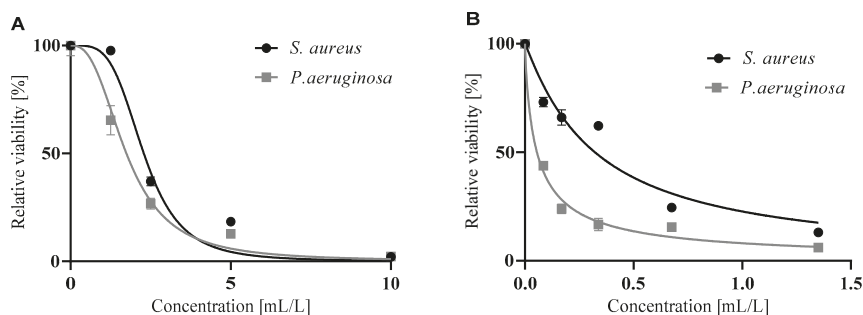 A
Relative viability [%]
100
50
0
0
5
10
Concentration [mL/L]
S. aureus
P.aeruginosa
B
Relative viability [%]
100
50
0
0.0
0.5
1.0
1.5
Concentration [mL/L]
S. aureus
P.aeruginosa